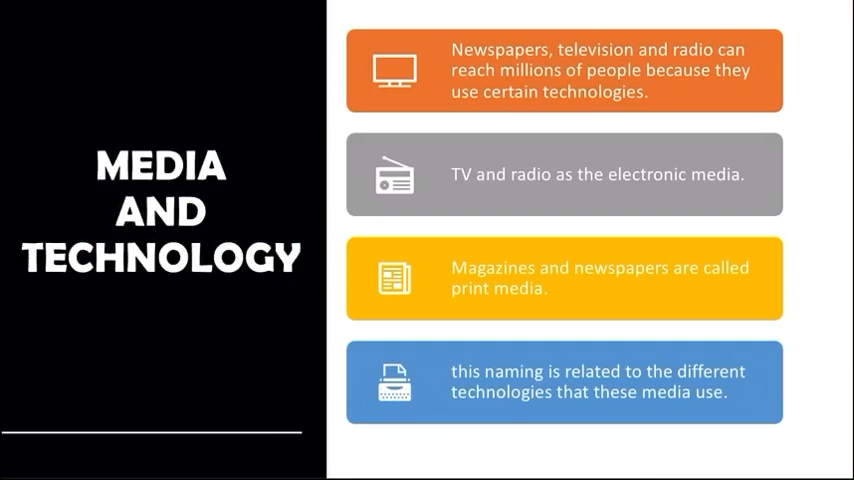 MEDIA
AND
TECHNOLOGY
Newspapers, television and radio can
reach millions of people because they
use certain technologies.
TV and radio as the electronic media.
Magazines and newspapers are called
print media.
this naming is related to the different
technologies that these media use.